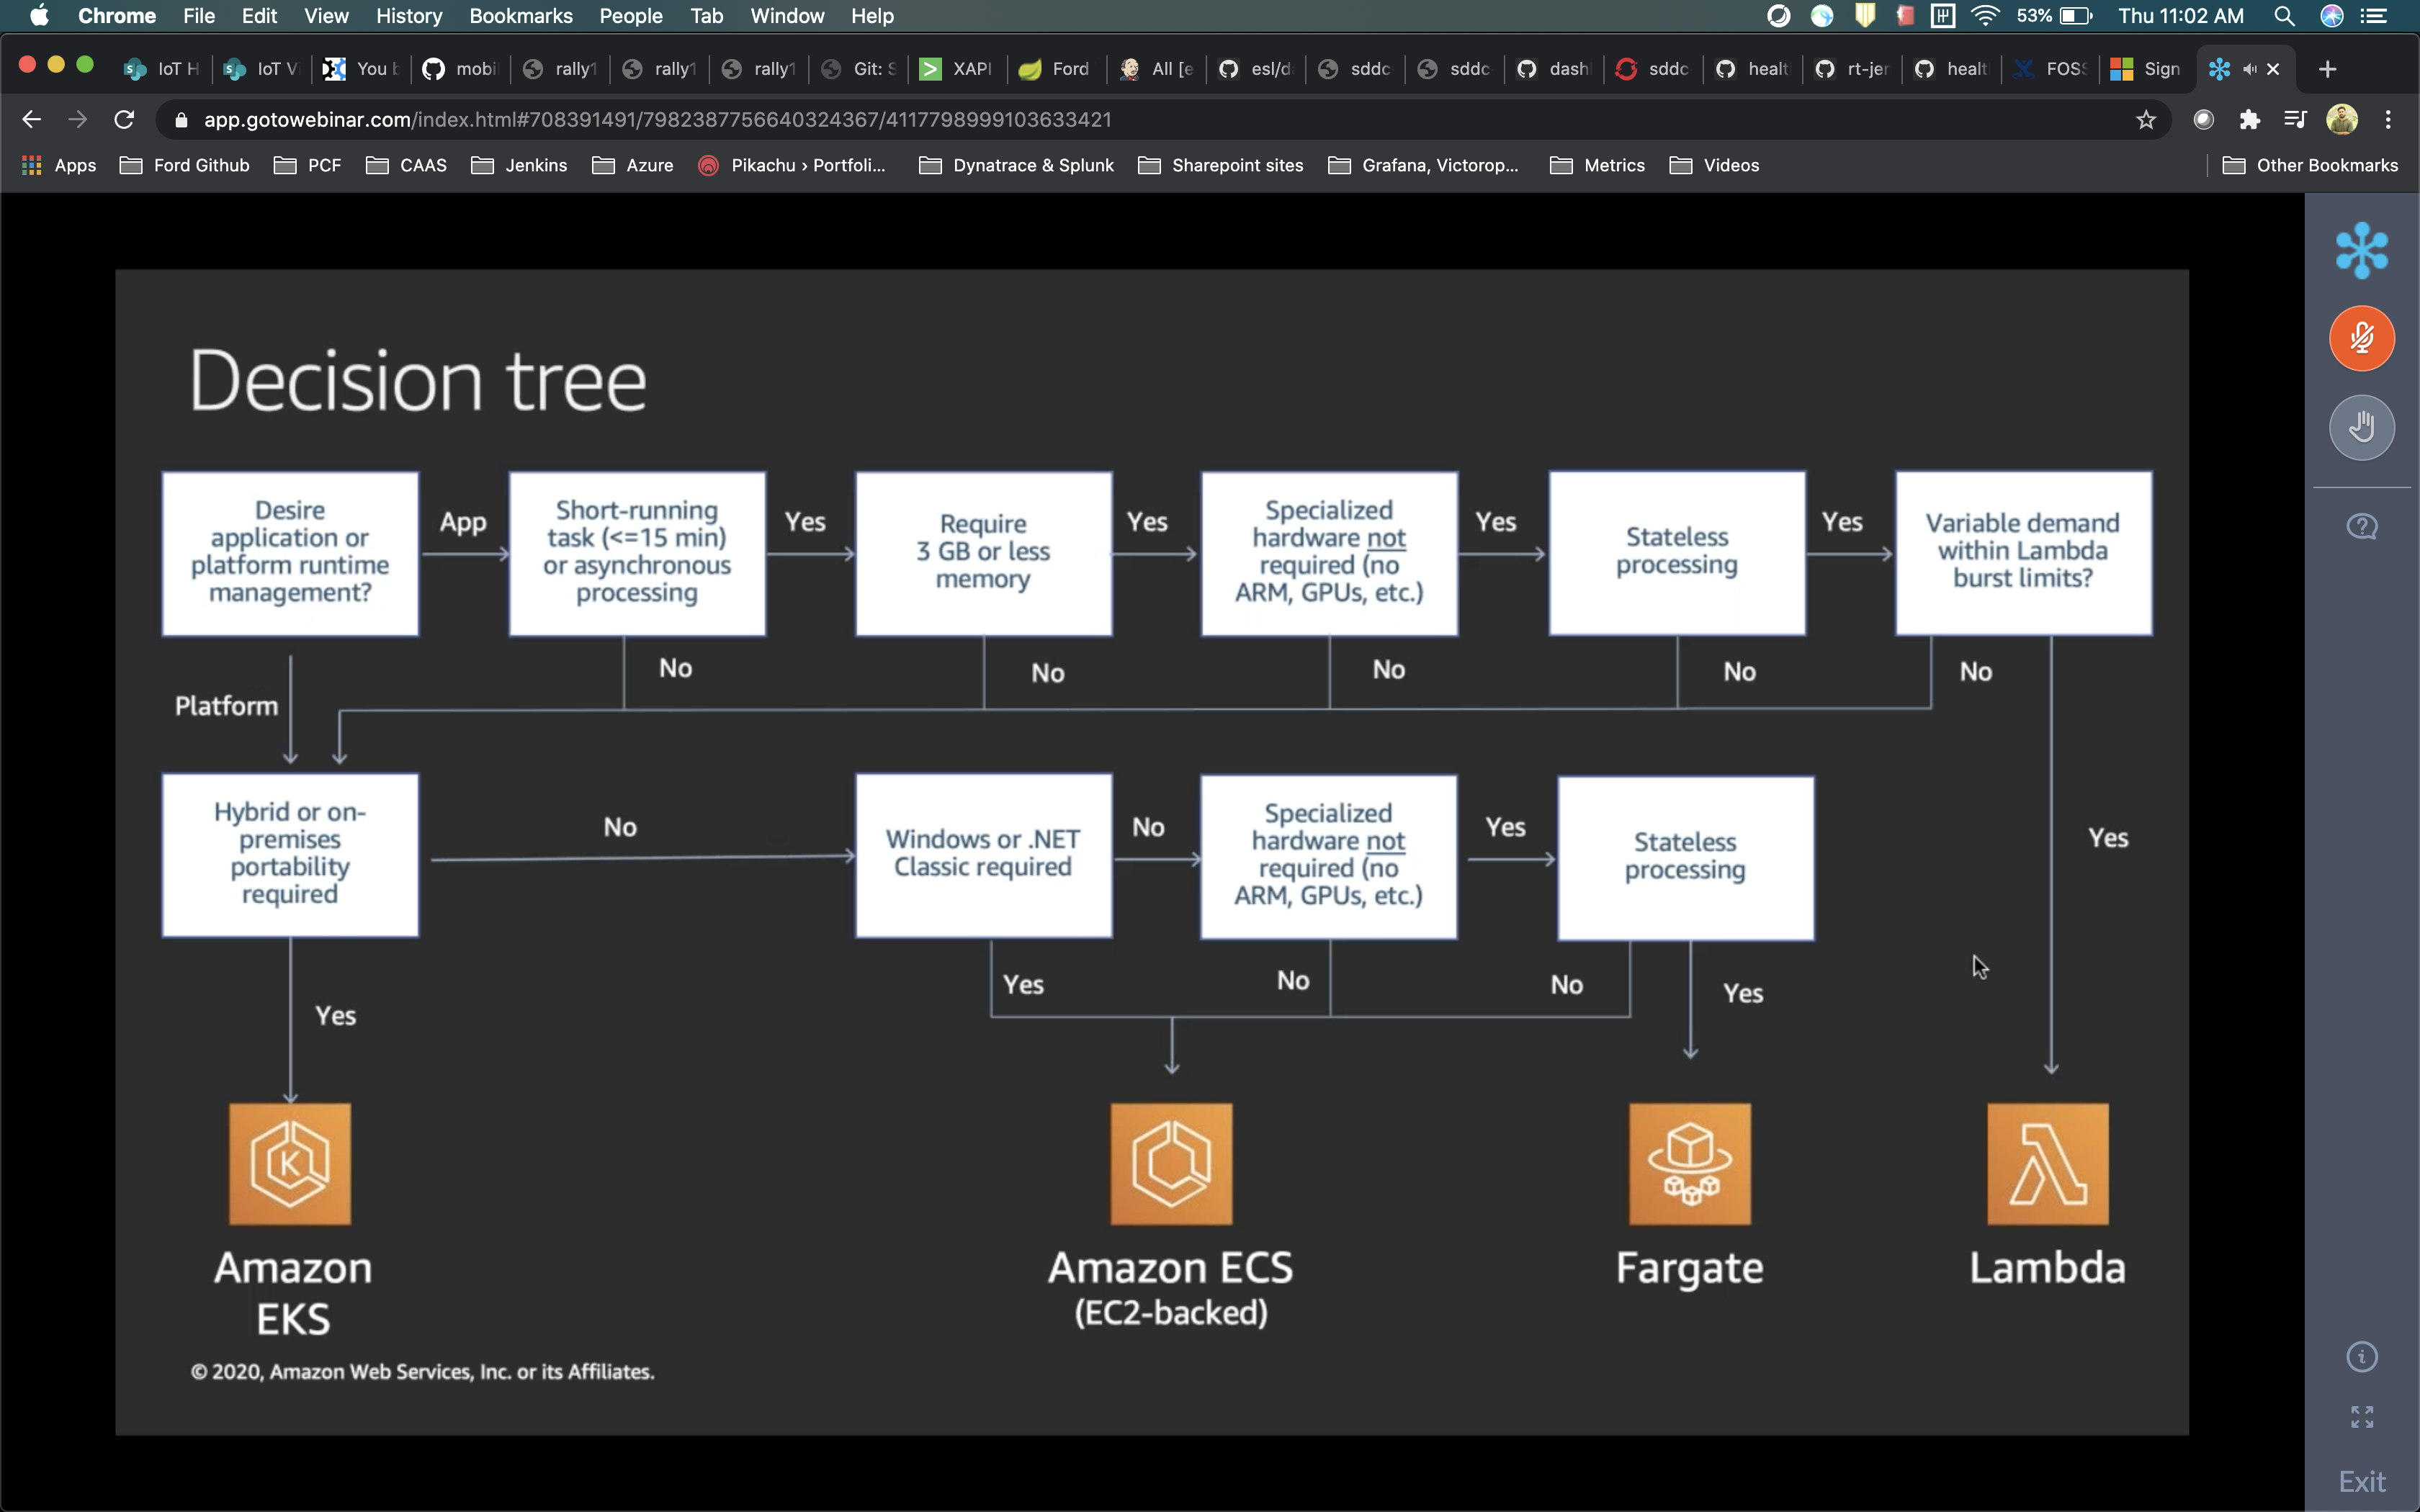 Chrome File Edit View History Bookmarks People Tab Window Help 53% Thu 11:02 AM
IoT H IoT V You b mobi rally1 rally1 rally1 Git: S XAPI Ford All [e esl/d sddc sddc dash sddc healt rt-jer healt FOSS Sign
app.gotowebinar.com/index.html#708391491/7982387756640324367/4117798999103633421
Apps Ford Github PCF CAAS Jenkins Azure Pikachu › Portfoli... Dynatrace & Splunk Sharepoint sites Grafana, Victorop... Metrics Videos Other Bookmarks
Decision tree
Desire
application or
platform runtime
management?
App
Short-running
task (<=15 min)
or asynchronous
processing
Yes
Require
3 GB or less
memory
Yes
Specialized
hardware not
required (no
ARM, GPUs, etc.)
Yes
Stateless
processing
Yes
Variable demand
within Lambda
burst limits?
Platform
No
No
No
No
No
Yes
Hybrid or on-
premises
portability
required
No
Windows or .NET
Classic required
No
Specialized
hardware not
required (no
ARM, GPUs, etc.)
Yes
Stateless
processing
Yes
Yes
No
No
Yes
Amazon
EKS
Amazon ECS
(EC2-backed)
Fargate
Lambda
© 2020, Amazon Web Services, Inc. or its Affiliates.
Exit